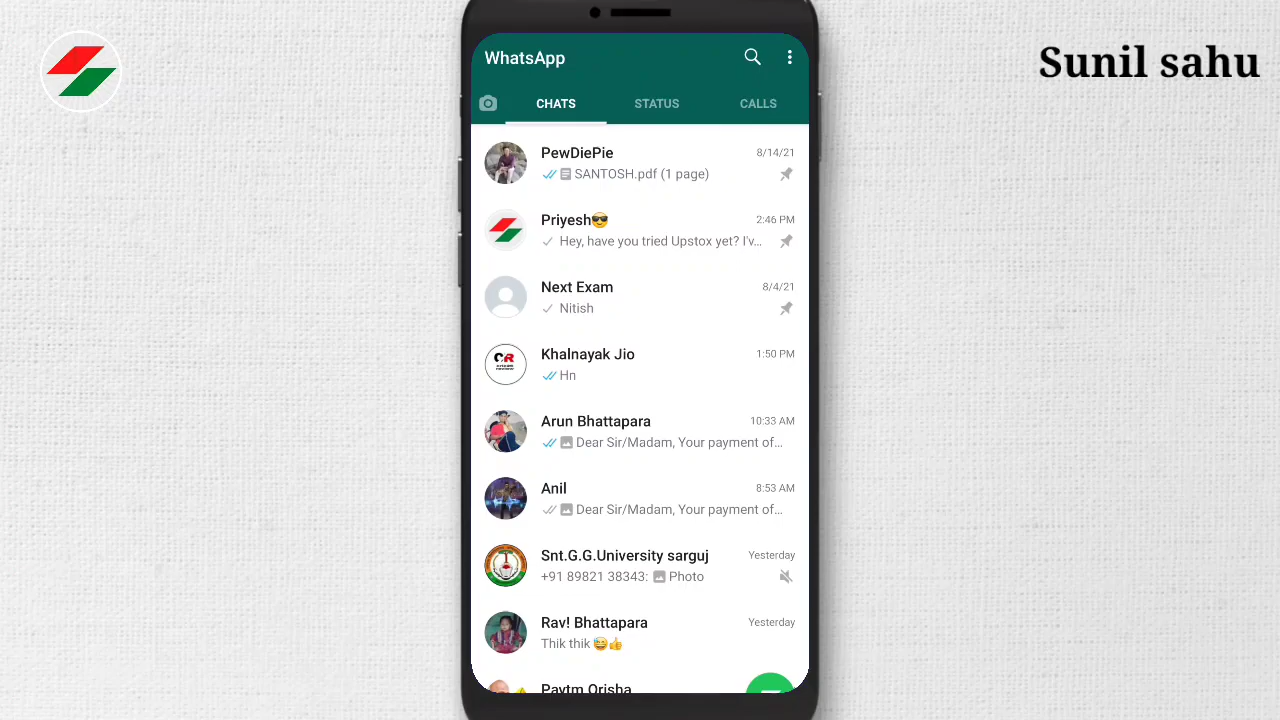 Sunil sahu
WhatsApp
CHATS STATUS CALLS
PewDiePie 8/14/21
SANTOSH.pdf (1 page)
Priyesh😎 2:46 PM
Hey, have you tried Upstox yet? I'v...
Next Exam 8/4/21
Nitish
Khalnayak Jio 1:50 PM
Hn
Arun Bhattapara 10:33 AM
Dear Sir/Madam, Your payment of...
Anil 8:53 AM
Dear Sir/Madam, Your payment of...
Snt.G.G.University sarguj Yesterday
+91 89821 38343: Photo
Rav! Bhattapara Yesterday
Thik thik 😅👍
Paytm Orisha